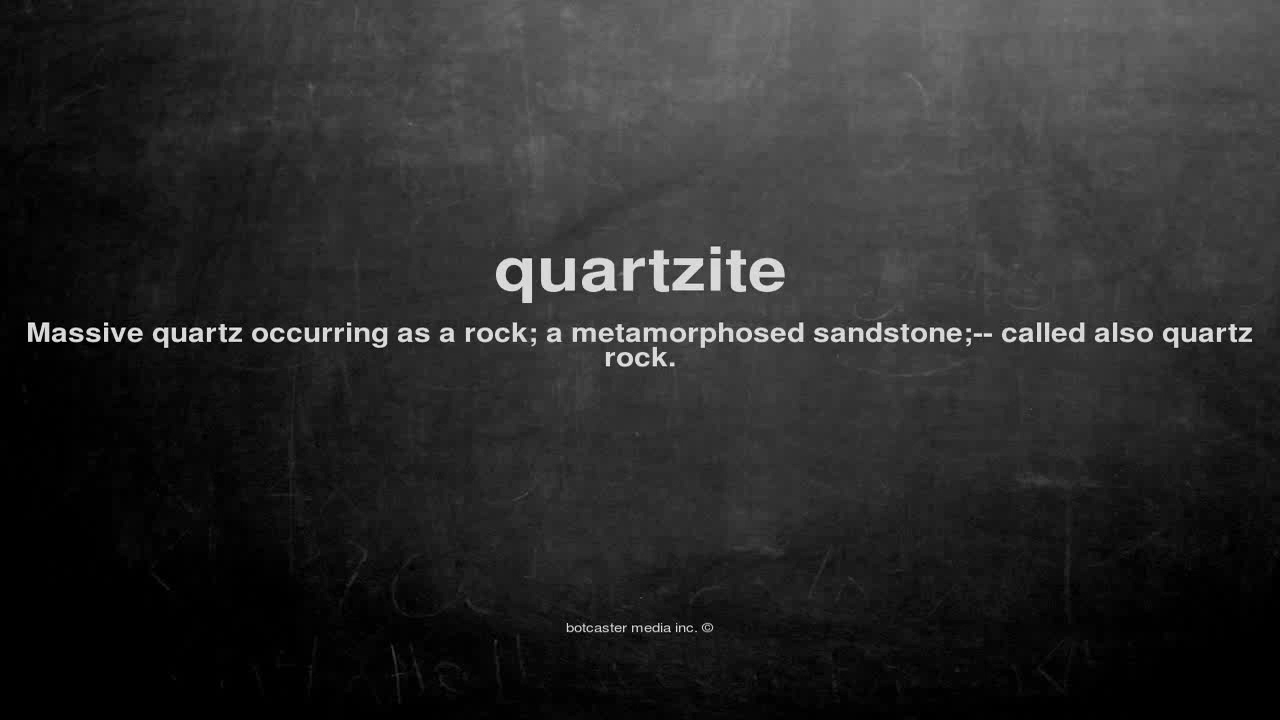 quartzite
Massive quartz occurring as a rock; a metamorphosed sandstone;-- called also quartz
rock.
botcaster media inc. ©